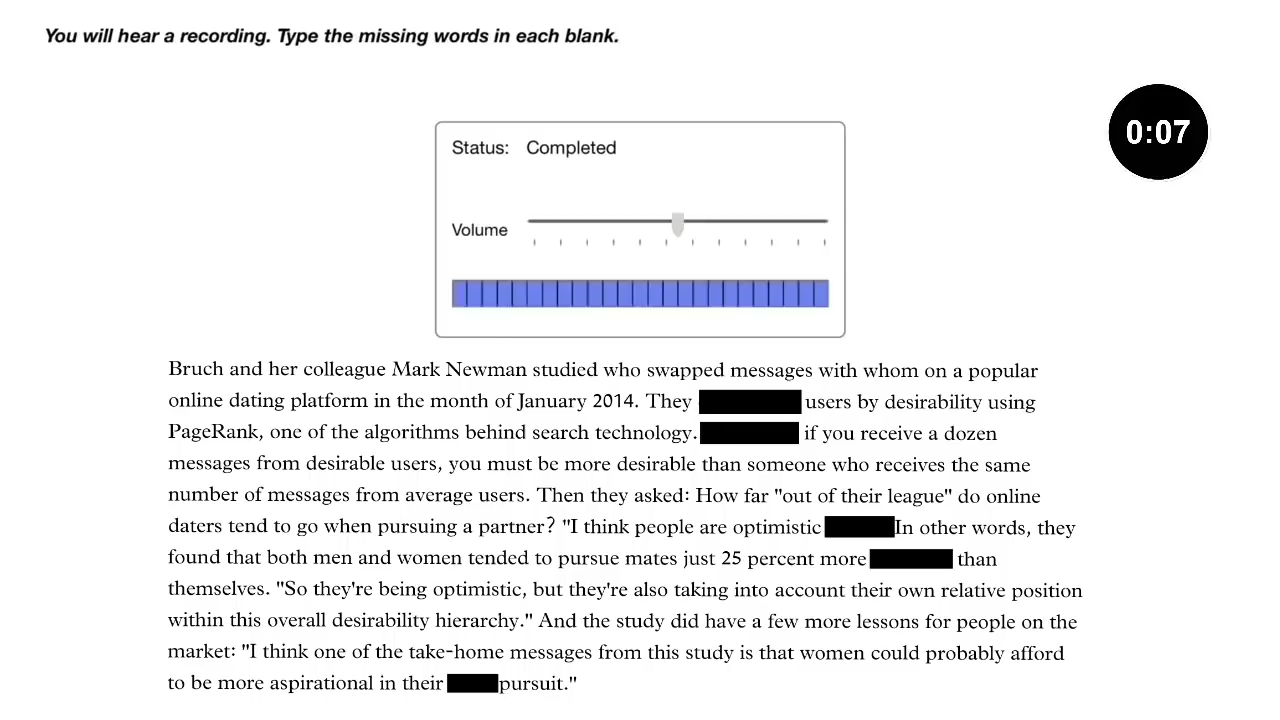 You will hear a recording. Type the missing words in each blank.
0:07
Status: Completed
Volume
Bruch and her colleague Mark Newman studied who swapped messages with whom on a popular
online dating platform in the month of January 2014. They users by desirability using
PageRank, one of the algorithms behind search technology. if you receive a dozen
messages from desirable users, you must be more desirable than someone who receives the same
number of messages from average users. Then they asked: How far "out of their league" do online
daters tend to go when pursuing a partner? "I think people are optimistic In other words, they
found that both men and women tended to pursue mates just 25 percent more than
themselves. "So they're being optimistic, but they're also taking into account their own relative position
within this overall desirability hierarchy." And the study did have a few more lessons for people on the
market: "I think one of the take-home messages from this study is that women could probably afford
to be more aspirational in their pursuit."